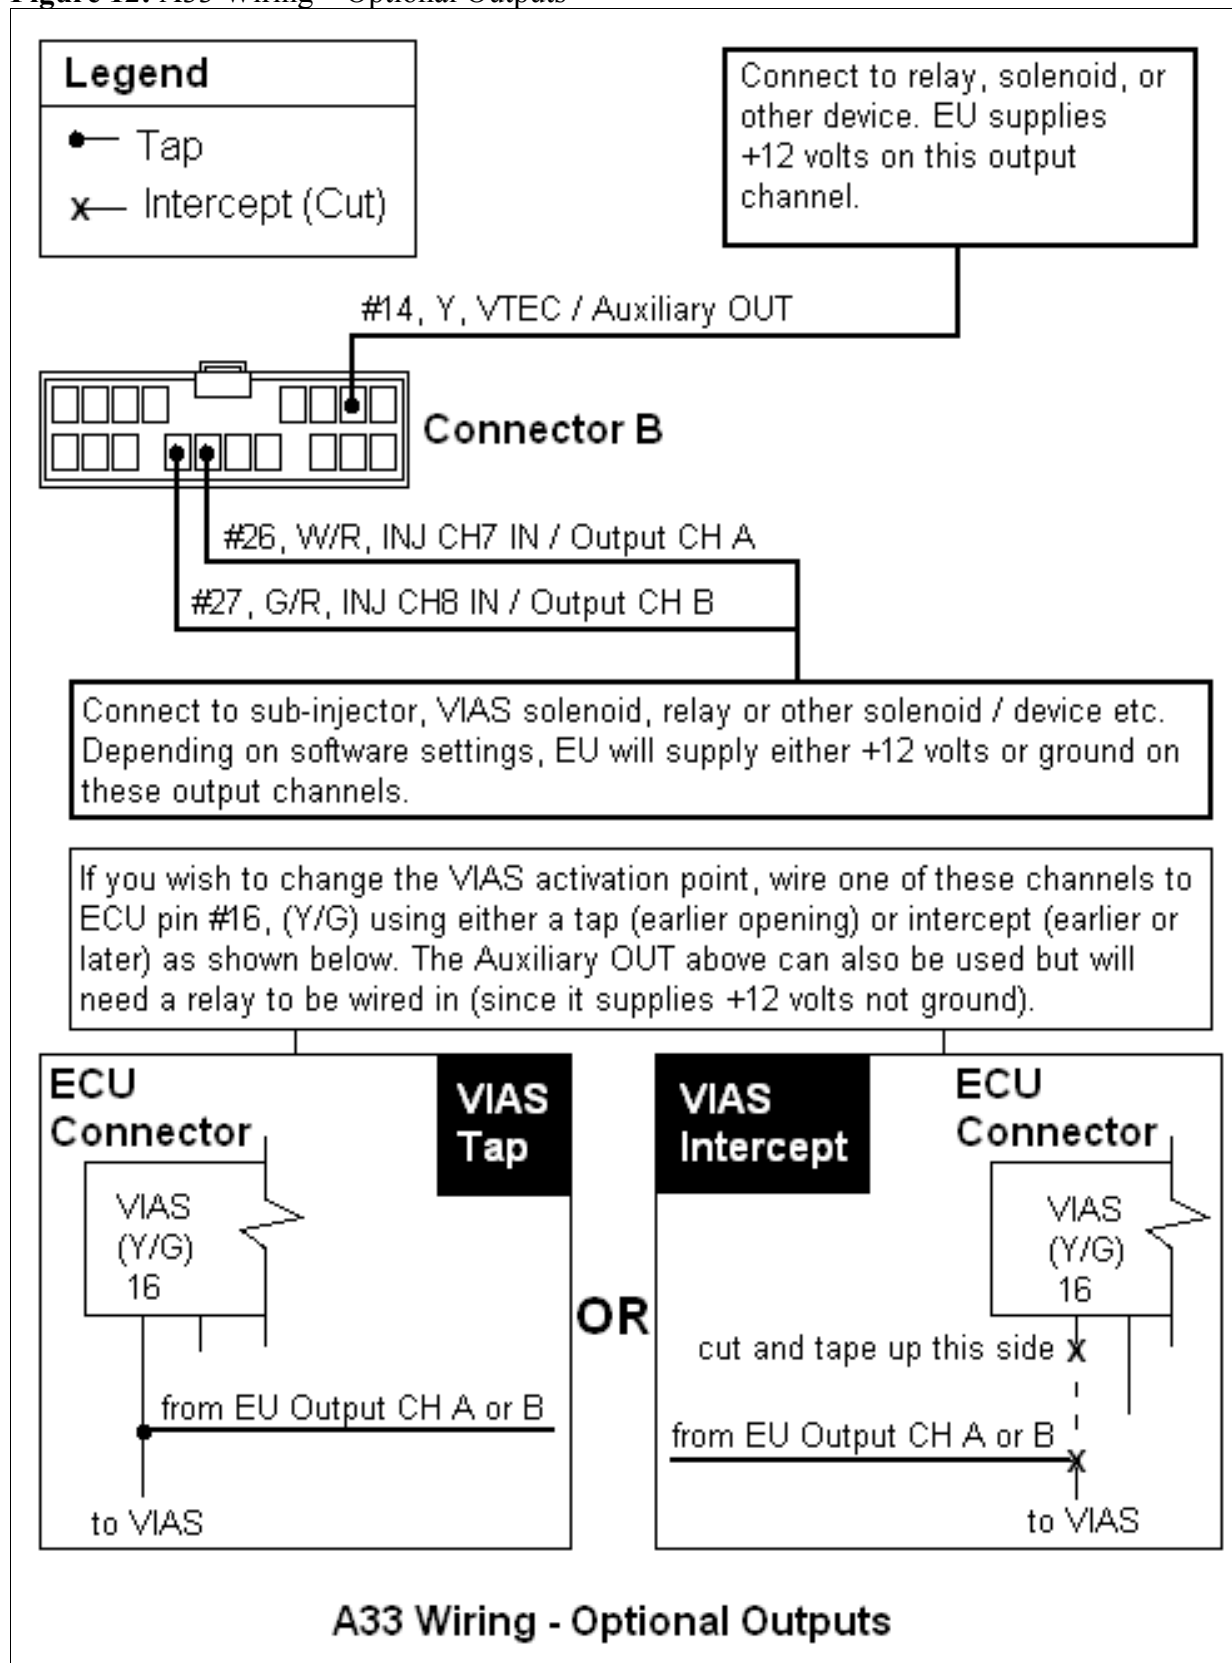 Figure 12: A33 Wiring – Optional Outputs
Legend
Tap
x Intercept (Cut)
Connect to relay, solenoid, or
other device. EU supplies
+12 volts on this output
channel.
#14, Y, VTEC / Auxiliary OUT
Connector B
#26, W/R, INJ CH7 IN / Output CH A
#27, G/R, INJ CH8 IN / Output CH B
Connect to sub-injector, VIAS solenoid, relay or other solenoid / device etc.
Depending on software settings, EU will supply either +12 volts or ground on
these output channels.
If you wish to change the VIAS activation point, wire one of these channels to
ECU pin #16, (Y/G) using either a tap (earlier opening) or intercept (earlier or
later) as shown below. The Auxiliary OUT above can also be used but will
need a relay to be wired in (since it supplies +12 volts not ground).
ECU
Connector
VIAS
Tap
VIAS
(Y/G)
16
from EU Output CH A or B
to VIAS
OR
VIAS
Intercept
ECU
Connector
VIAS
(Y/G)
16
cut and tape up this side x
from EU Output CH A or B
x
to VIAS
A33 Wiring - Optional Outputs